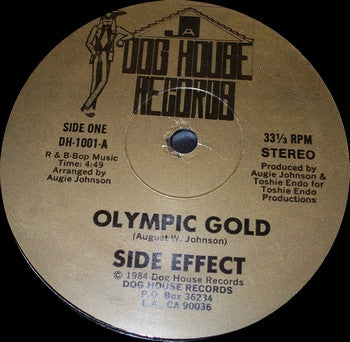 JA
DOG HOUSE
RECORDS
SIDE ONE
DH-1001-A
R & B-Bop Music
Time: 4:49
Arranged by
Augie Johnson
33⅓ RPM
STEREO
Produced by
Augie Johnson &
Toshie Endo for
Toshie Endo
Productions
OLYMPIC GOLD
(August W. Johnson)
SIDE EFFECT
© 1984 Dog House Records
DOG HOUSE RECORDS
P.O. Box 36234
L.A., CA 90036